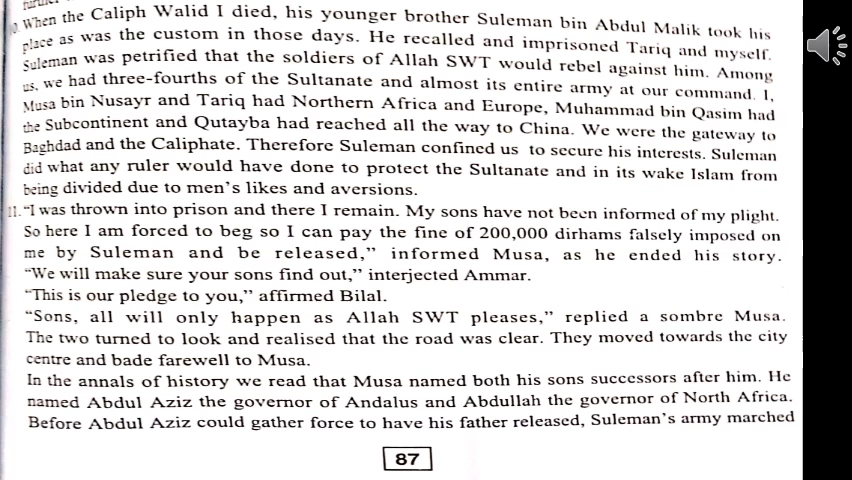 further
10. When the Caliph Walid I died, his younger brother Suleman bin Abdul Malik took his
place as was the custom in those days. He recalled and imprisoned Tariq and myself.
Suleman was petrified that the soldiers of Allah SWT would rebel against him. Among
us, we had three-fourths of the Sultanate and almost its entire army at our command. I,
Musa bin Nusayr and Tariq had Northern Africa and Europe, Muhammad bin Qasim had
the Subcontinent and Qutayba had reached all the way to China. We were the gateway to
Baghdad and the Caliphate. Therefore Suleman confined us to secure his interests. Suleman
did what any ruler would have done to protect the Sultanate and in its wake Islam from
being divided due to men's likes and aversions.
11. "I was thrown into prison and there I remain. My sons have not been informed of my plight.
So here I am forced to beg so I can pay the fine of 200,000 dirhams falsely imposed on
me by Suleman and be released," informed Musa, as he ended his story.
"We will make sure your sons find out," interjected Ammar.
"This is our pledge to you," affirmed Bilal.
"Sons, all will only happen as Allah SWT pleases," replied a sombre Musa.
The two turned to look and realised that the road was clear. They moved towards the city
centre and bade farewell to Musa.
In the annals of history we read that Musa named both his sons successors after him. He
named Abdul Aziz the governor of Andalus and Abdullah the governor of North Africa.
Before Abdul Aziz could gather force to have his father released, Suleman's army marched
87